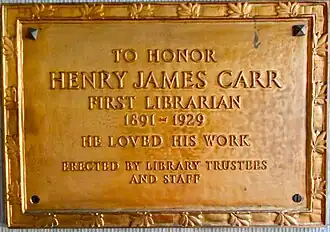 TO HONOR
HENRY JAMES CARR
FIRST LIBRARIAN
1891-1929
HE LOVED HIS WORK
ERECTED BY LIBRARY TRUSTEES
AND STAFF